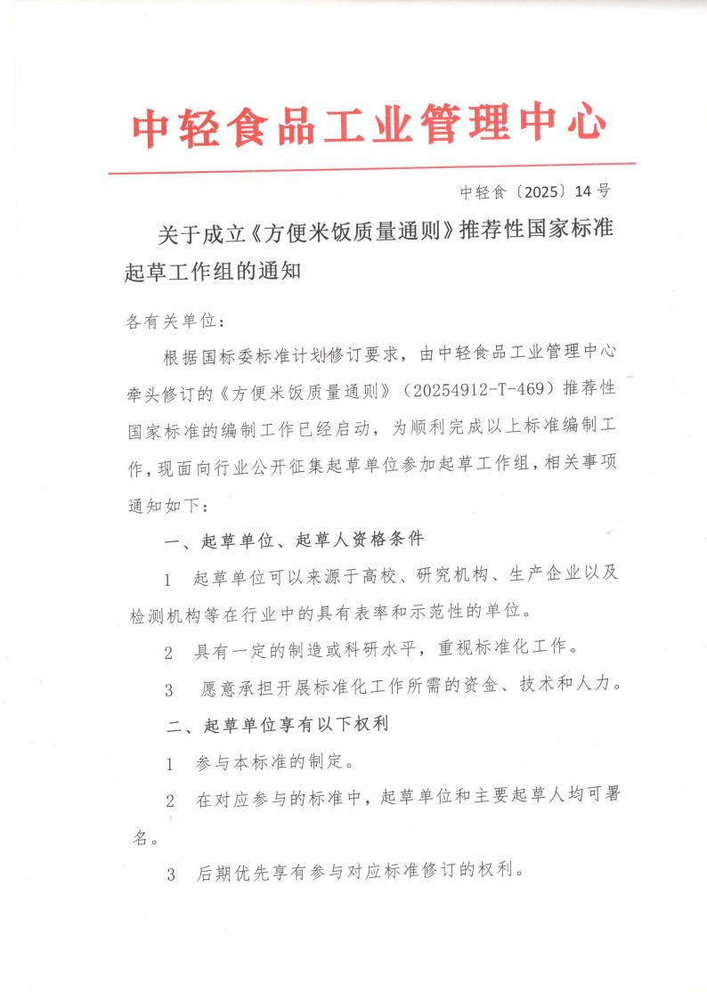 中轻食品工业管理中心
中轻食〔2025〕14 号
关于成立《方便米饭质量通则》推荐性国家标准
起草工作组的通知
各有关单位：
根据国标委标准计划修订要求，由中轻食品工业管理中心
牵头修订的《方便米饭质量通则》（20254912-T-469）推荐性
国家标准的编制工作已经启动，为顺利完成以上标准编制工
作，现面向行业公开征集起草单位参加起草工作组，相关事项
通知如下：
一、起草单位、起草人资格条件
1 起草单位可以来源于高校、研究机构、生产企业以及
检测机构等在行业中的具有表率和示范性的单位。
2 具有一定的制造或科研水平，重视标准化工作。
3 愿意承担开展标准化工作所需的资金、技术和人力。
二、起草单位享有以下权利
1 参与本标准的制定。
2 在对应参与的标准中，起草单位和主要起草人均可署
名。
3 后期优先享有参与对应标准修订的权利。